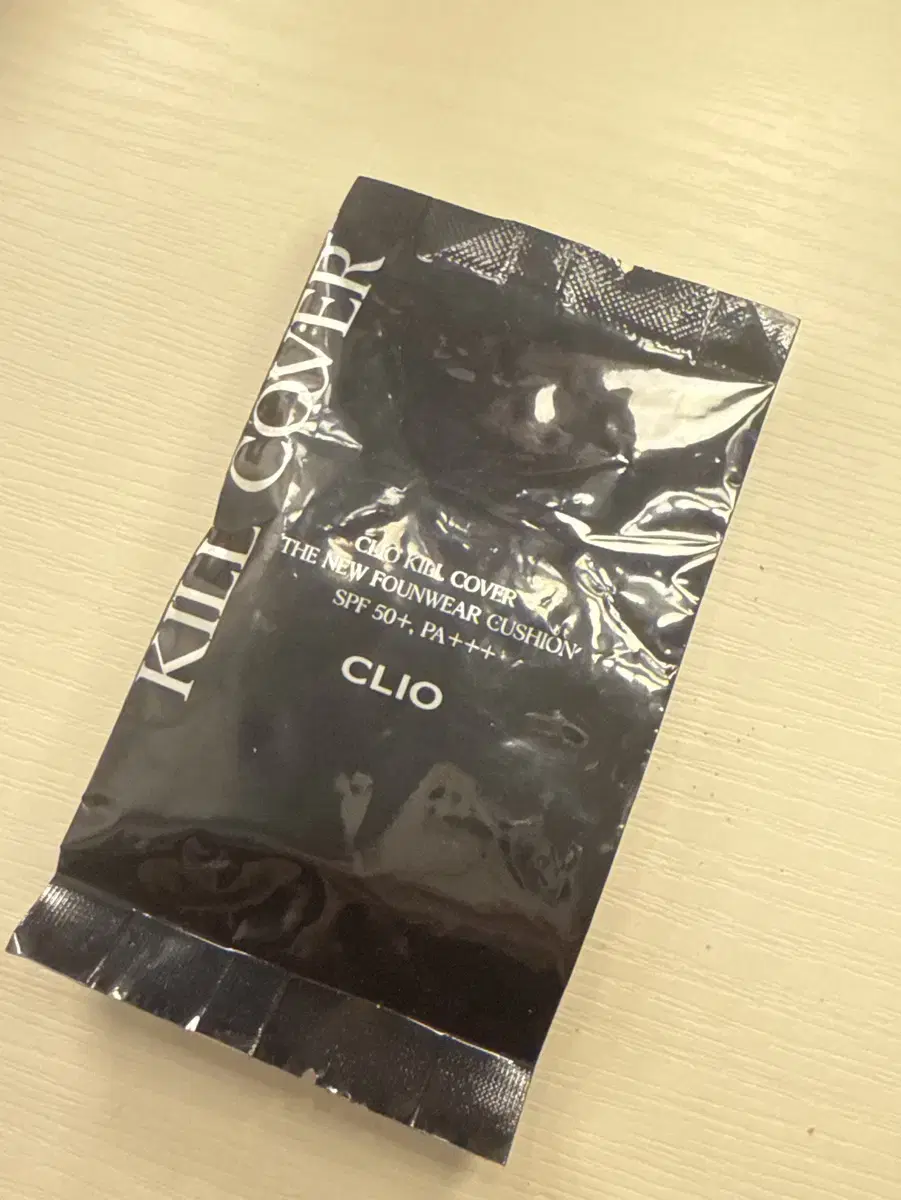 KILL COVER
CLIO KILL COVER
THE NEW FOUNWEAR CUSHION
SPF 50+, PA+++
CLIO